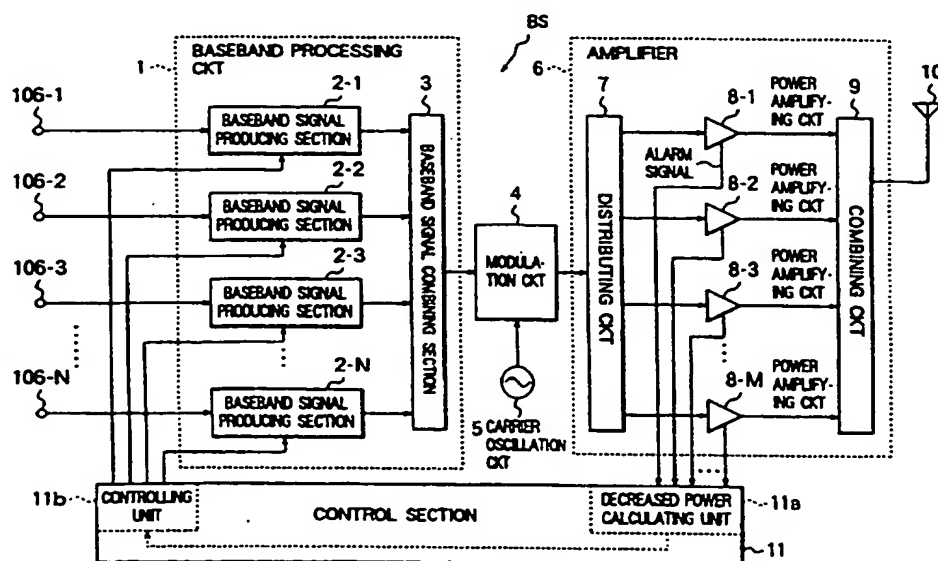 BS
BASEBAND PROCESSING
CKT
1
AMPLIFIER
6
10
106-1
2-1
3
7
8-1
POWER
AMPLIFY-
ING CKT
9
BASEBAND SIGNAL
PRODUCING SECTION
ALARM
SIGNAL
106-2
2-2
8-2
POWER
AMPLIFY-
ING CKT
BASEBAND SIGNAL
PRODUCING SECTION
4
106-3
2-3
8-3
POWER
AMPLIFY-
ING CKT
BASEBAND SIGNAL
PRODUCING SECTION
BASEBAND SIGNAL COMBINING SECTION
MODULA-
TION CKT
DISTRIBUTING CKT
COMBINING CKT
106-N
2-N
8-M
POWER
AMPLIFY-
ING CKT
BASEBAND SIGNAL
PRODUCING SECTION
5 CARRIER
OSCILLATION
CKT
11b
CONTROLLING
UNIT
CONTROL SECTION
DECREASED POWER
CALCULATING UNIT
11a
11